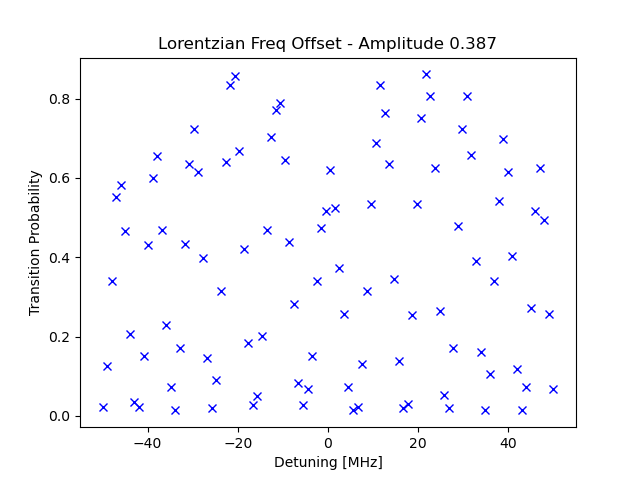 Lorentzian Freq Offset - Amplitude 0.387
Transition Probability
0.8
0.6
0.4
0.2
0.0
−40 −20 0 20 40
Detuning [MHz]